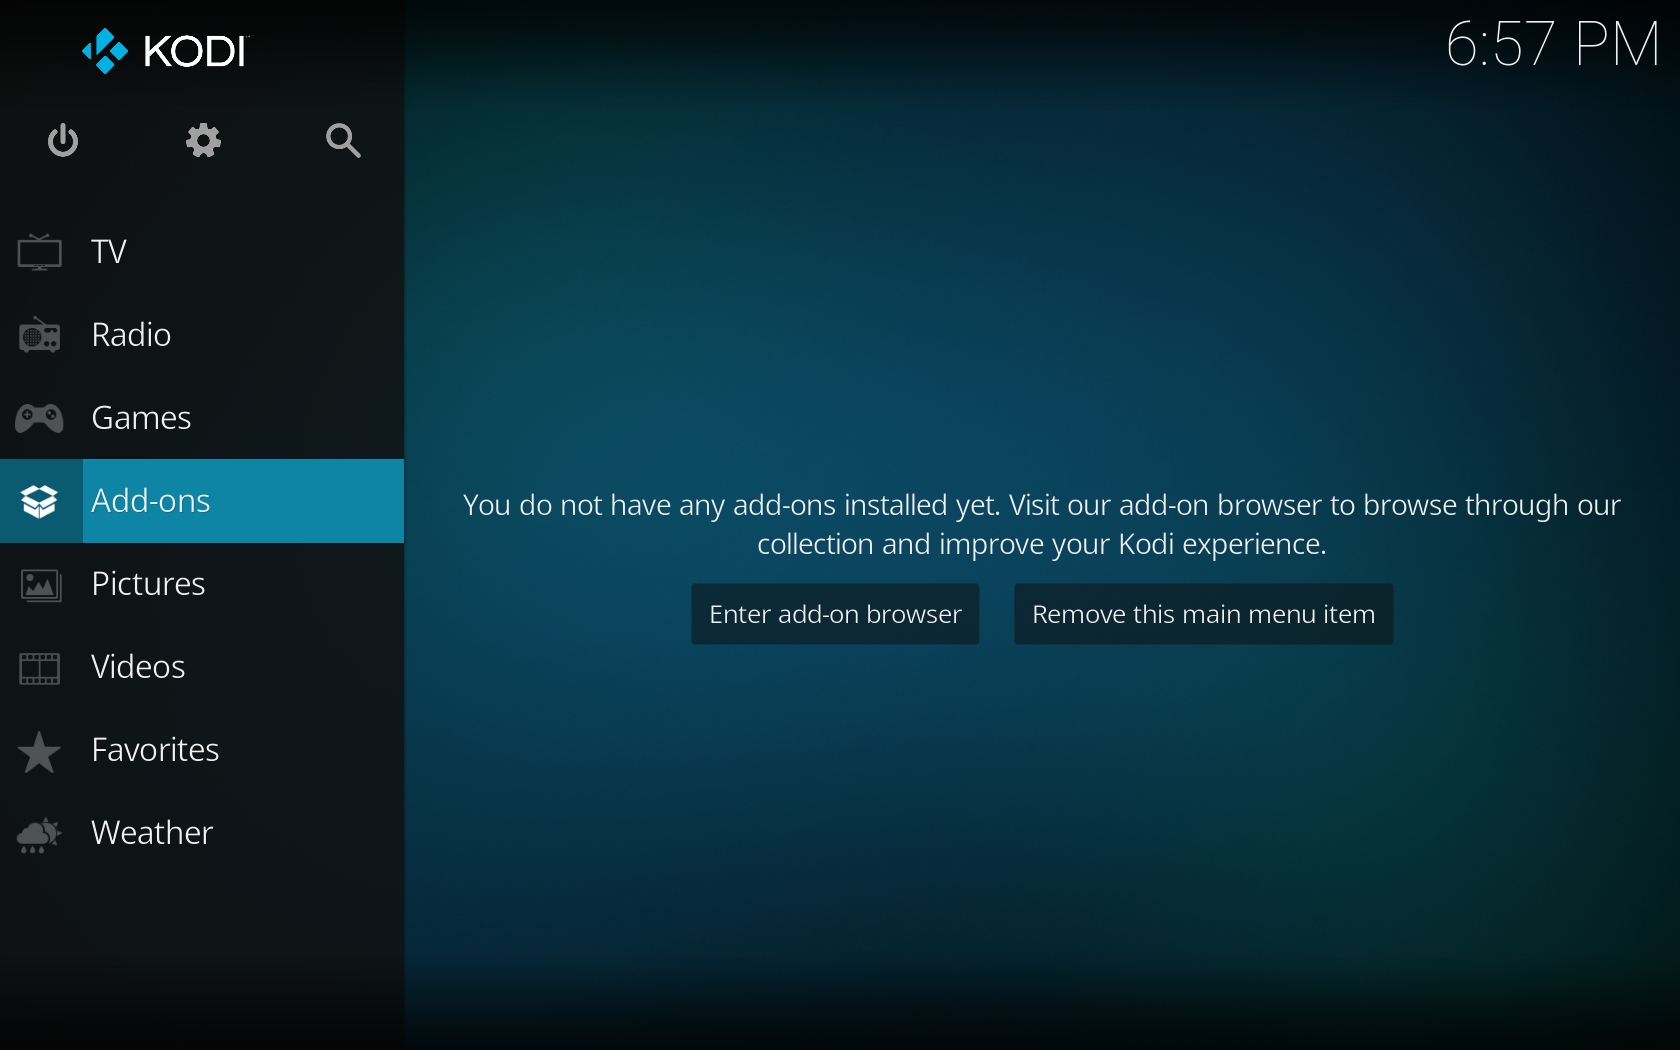 KODI
6:57 PM
TV
Radio
Games
Add-ons
Pictures
Videos
Favorites
Weather
You do not have any add-ons installed yet. Visit our add-on browser to browse through our
collection and improve your Kodi experience.
Enter add-on browser
Remove this main menu item